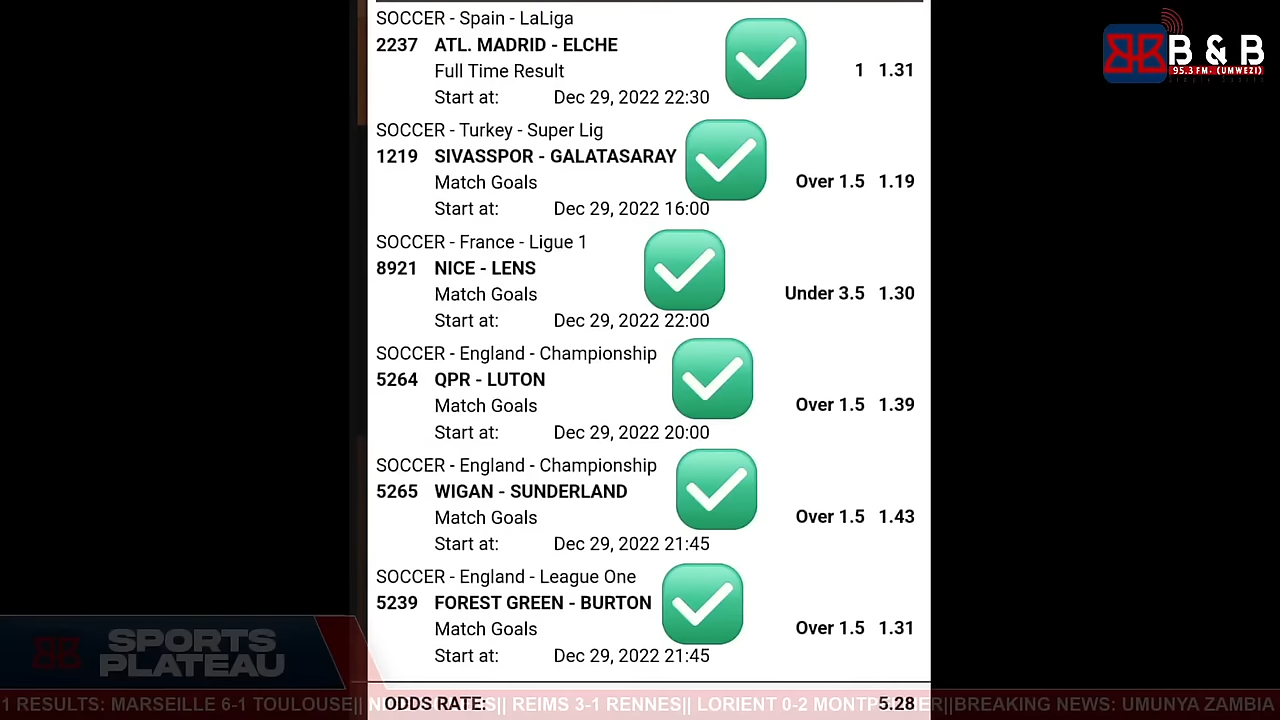 SOCCER - Spain - LaLiga
2237 ATL. MADRID - ELCHE
Full Time Result 1 1.31
Start at: Dec 29, 2022 22:30
SOCCER - Turkey - Super Lig
1219 SIVASSPOR - GALATASARAY
Match Goals Over 1.5 1.19
Start at: Dec 29, 2022 16:00
SOCCER - France - Ligue 1
8921 NICE - LENS
Match Goals Under 3.5 1.30
Start at: Dec 29, 2022 22:00
SOCCER - England - Championship
5264 QPR - LUTON
Match Goals Over 1.5 1.39
Start at: Dec 29, 2022 20:00
SOCCER - England - Championship
5265 WIGAN - SUNDERLAND
Match Goals Over 1.5 1.43
Start at: Dec 29, 2022 21:45
SOCCER - England - League One
5239 FOREST GREEN - BURTON
Match Goals Over 1.5 1.31
Start at: Dec 29, 2022 21:45
ODDS RATE: 5.28
B & B
95.3 FM- (UMWEZI)
SPORTS
PLATEAU
1 RESULTS: MARSEILLE 6-1 TOULOUSE|| REIMS 3-1 RENNES|| LORIENT 0-2 ||BREAKING NEWS: UMUNYA ZAMBIA